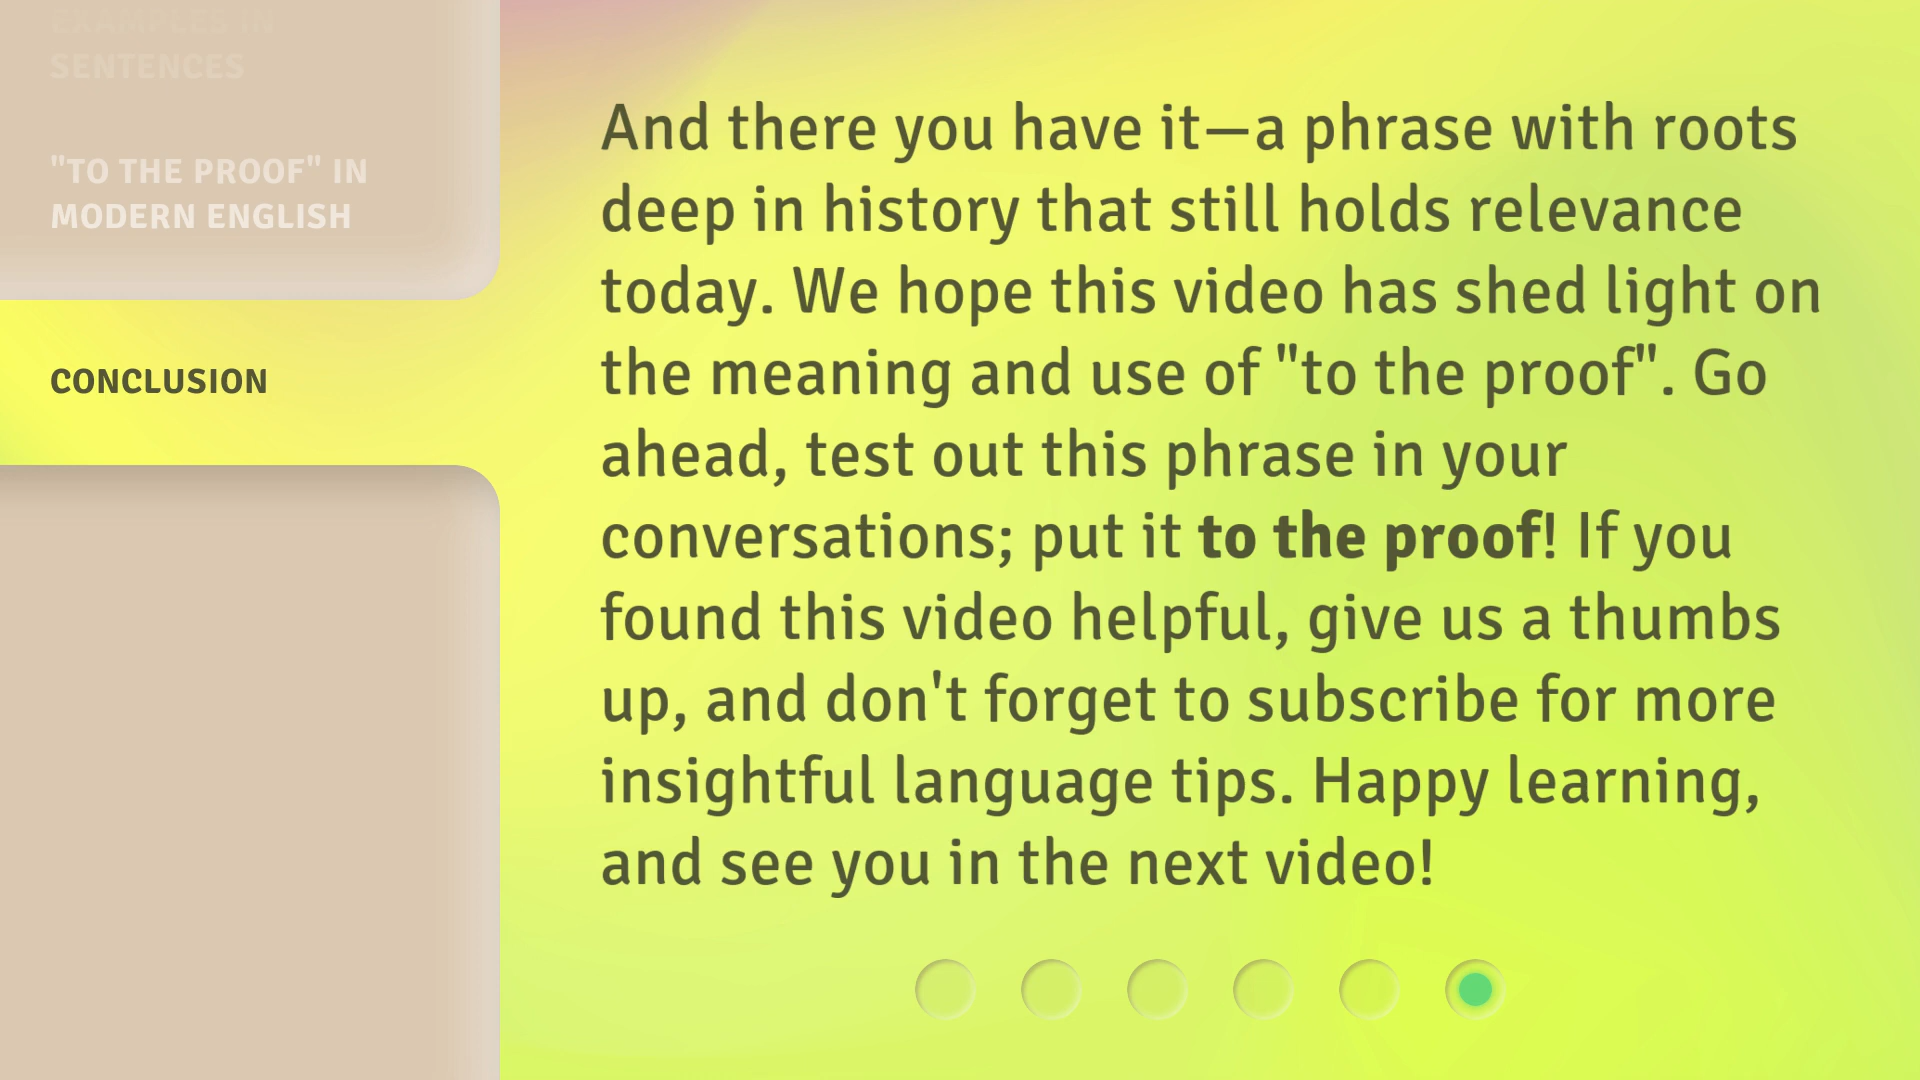 EXAMPLES IN
SENTENCES
"TO THE PROOF" IN
MODERN ENGLISH
CONCLUSION
And there you have it—a phrase with roots
deep in history that still holds relevance
today. We hope this video has shed light on
the meaning and use of "to the proof". Go
ahead, test out this phrase in your
conversations; put it to the proof! If you
found this video helpful, give us a thumbs
up, and don't forget to subscribe for more
insightful language tips. Happy learning,
and see you in the next video!